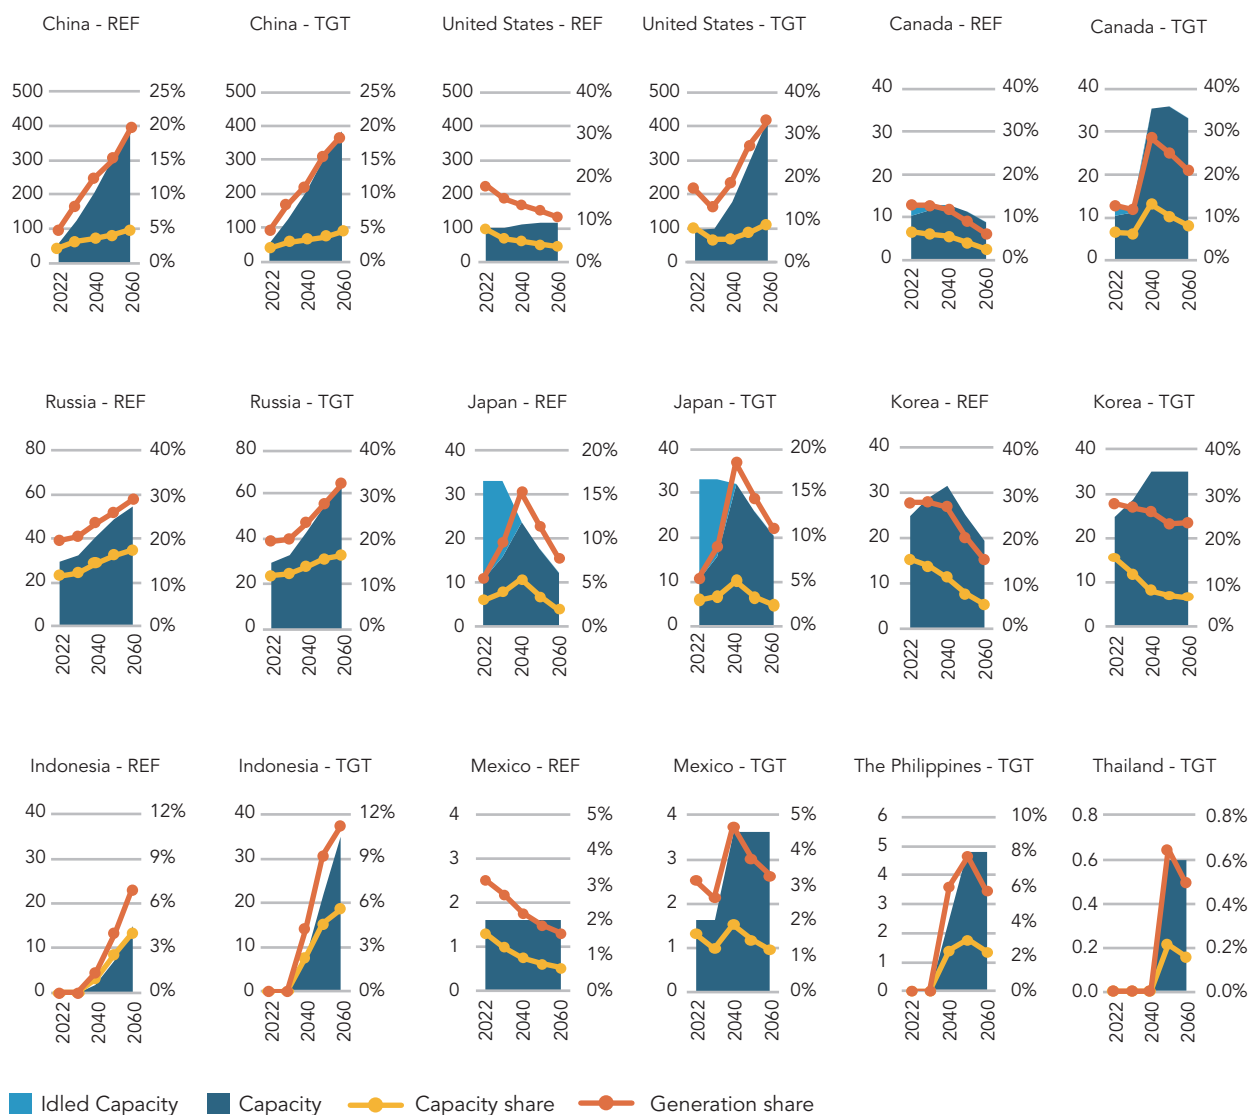 China - REF
China - TGT
United States - REF
United States - TGT
Canada - REF
Canada - TGT
500 25% 500 25% 500 40% 500 40% 40 40% 40 40%
400 20% 400 20% 400 30% 400 30% 30 30% 30 30%
300 15% 300 15% 300 20% 300 20% 20 20% 20 20%
200 10% 200 10% 200 10% 200 10% 10 10% 10 10%
100 5% 100 5% 100 100
0 0% 0 0% 0 0% 0 0% 0 0% 0 0%
2022 2040 2060 2022 2040 2060 2022 2040 2060 2022 2040 2060 2022 2040 2060 2022 2040 2060
Russia - REF
Russia - TGT
Japan - REF
Japan - TGT
Korea - REF
Korea - TGT
80 40% 80 40% 40 20% 40 20% 40 40% 40 40%
60 30% 60 30% 30 15% 30 15% 30 30% 30 30%
40 20% 40 20% 20 10% 20 10% 20 20% 20 20%
20 10% 20 10% 10 5% 10 5% 10 10% 10 10%
0 0% 0 0% 0 0% 0 0% 0 0% 0 0%
2022 2040 2060 2022 2040 2060 2022 2040 2060 2022 2040 2060 2022 2040 2060 2022 2040 2060
Indonesia - REF
Indonesia - TGT
Mexico - REF
Mexico - TGT
The Philippines - TGT
Thailand - TGT
40 12% 40 12% 4 5% 4 5% 6 10% 0.8 0.8%
30 9% 30 9% 3 4% 3 4% 5 8% 0.6 0.6%
20 6% 20 6% 2 3% 2 3% 4 6% 0.4 0.4%
10 3% 10 3% 1 2% 1 2% 3 4% 0.2 0.2%
1% 1% 2 2%
1
0 0% 0 0% 0 0% 0 0% 0 0% 0.0 0.0%
2022 2040 2060 2022 2040 2060 2022 2040 2060 2022 2040 2060 2022 2040 2060 2022 2040 2060
Idled Capacity Capacity Capacity share Generation share